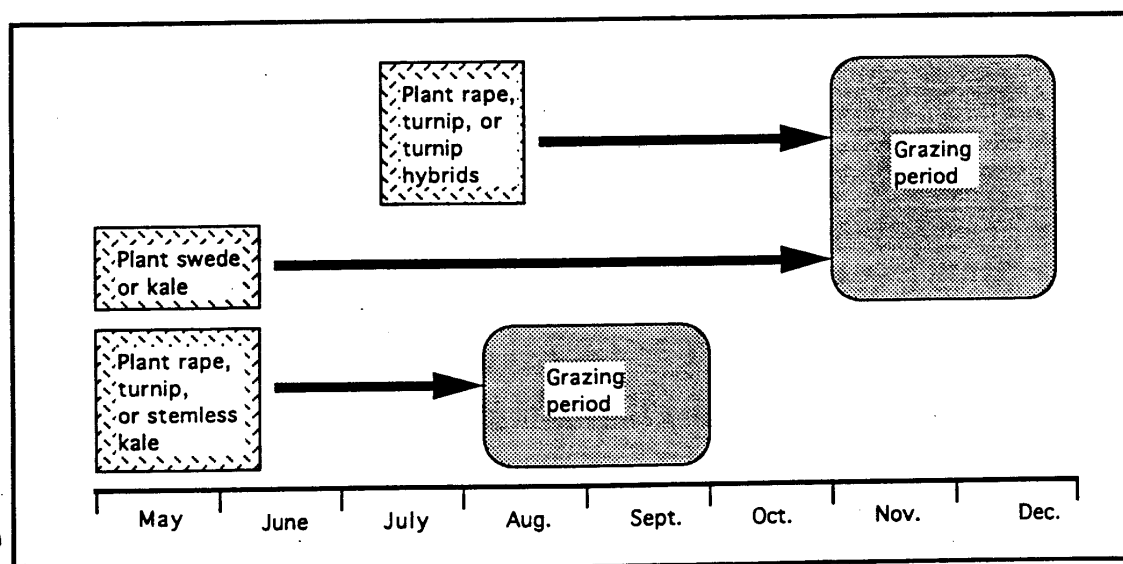 Plant rape,
turnip, or
turnip
hybrids
Grazing
period
Plant swede
or kale
Plant rape,
turnip,
or stemless
kale
Grazing
period
May June July Aug. Sept. Oct. Nov. Dec.